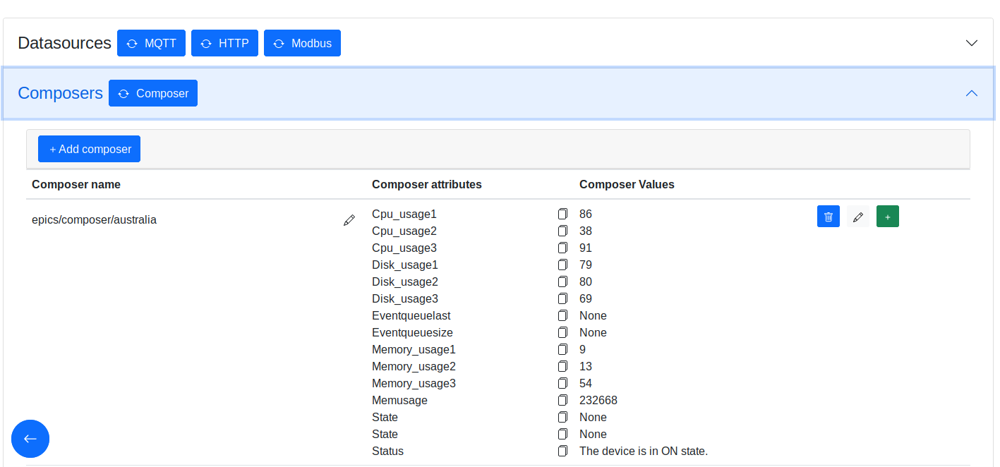 Datasources MQTT HTTP Modbus
Composers Composer
+ Add composer
Composer name Composer attributes Composer Values
epics/composer/australia
Cpu_usage1 86
Cpu_usage2 38
Cpu_usage3 91
Disk_usage1 79
Disk_usage2 80
Disk_usage3 69
Eventqueuelast None
Eventqueuesize None
Memory_usage1 9
Memory_usage2 13
Memory_usage3 54
Memusage 232668
State None
State None
Status The device is in ON state.